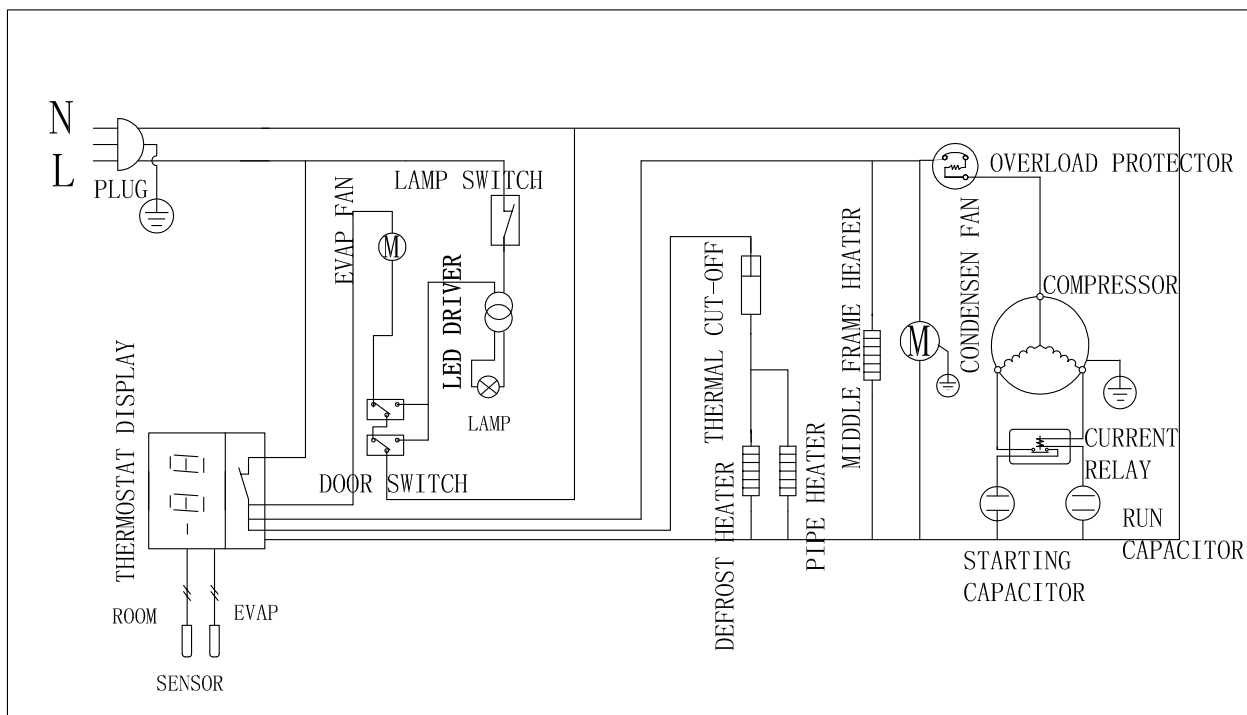 N
L
PLUG
LAMP SWITCH
EVAP FAN
M
LED DRIVER
LAMP
DOOR SWITCH
THERMOSTAT DISPLAY
ROOM
EVAP
SENSOR
THERMAL CUT-OFF
DEFROST HEATER
PIPE HEATER
MIDDLE FRAME HEATER
M
CONDENSEN FAN
OVERLOAD PROTECTOR
COMPRESSOR
CURRENT
RELAY
STARTING
CAPACITOR
RUN
CAPACITOR